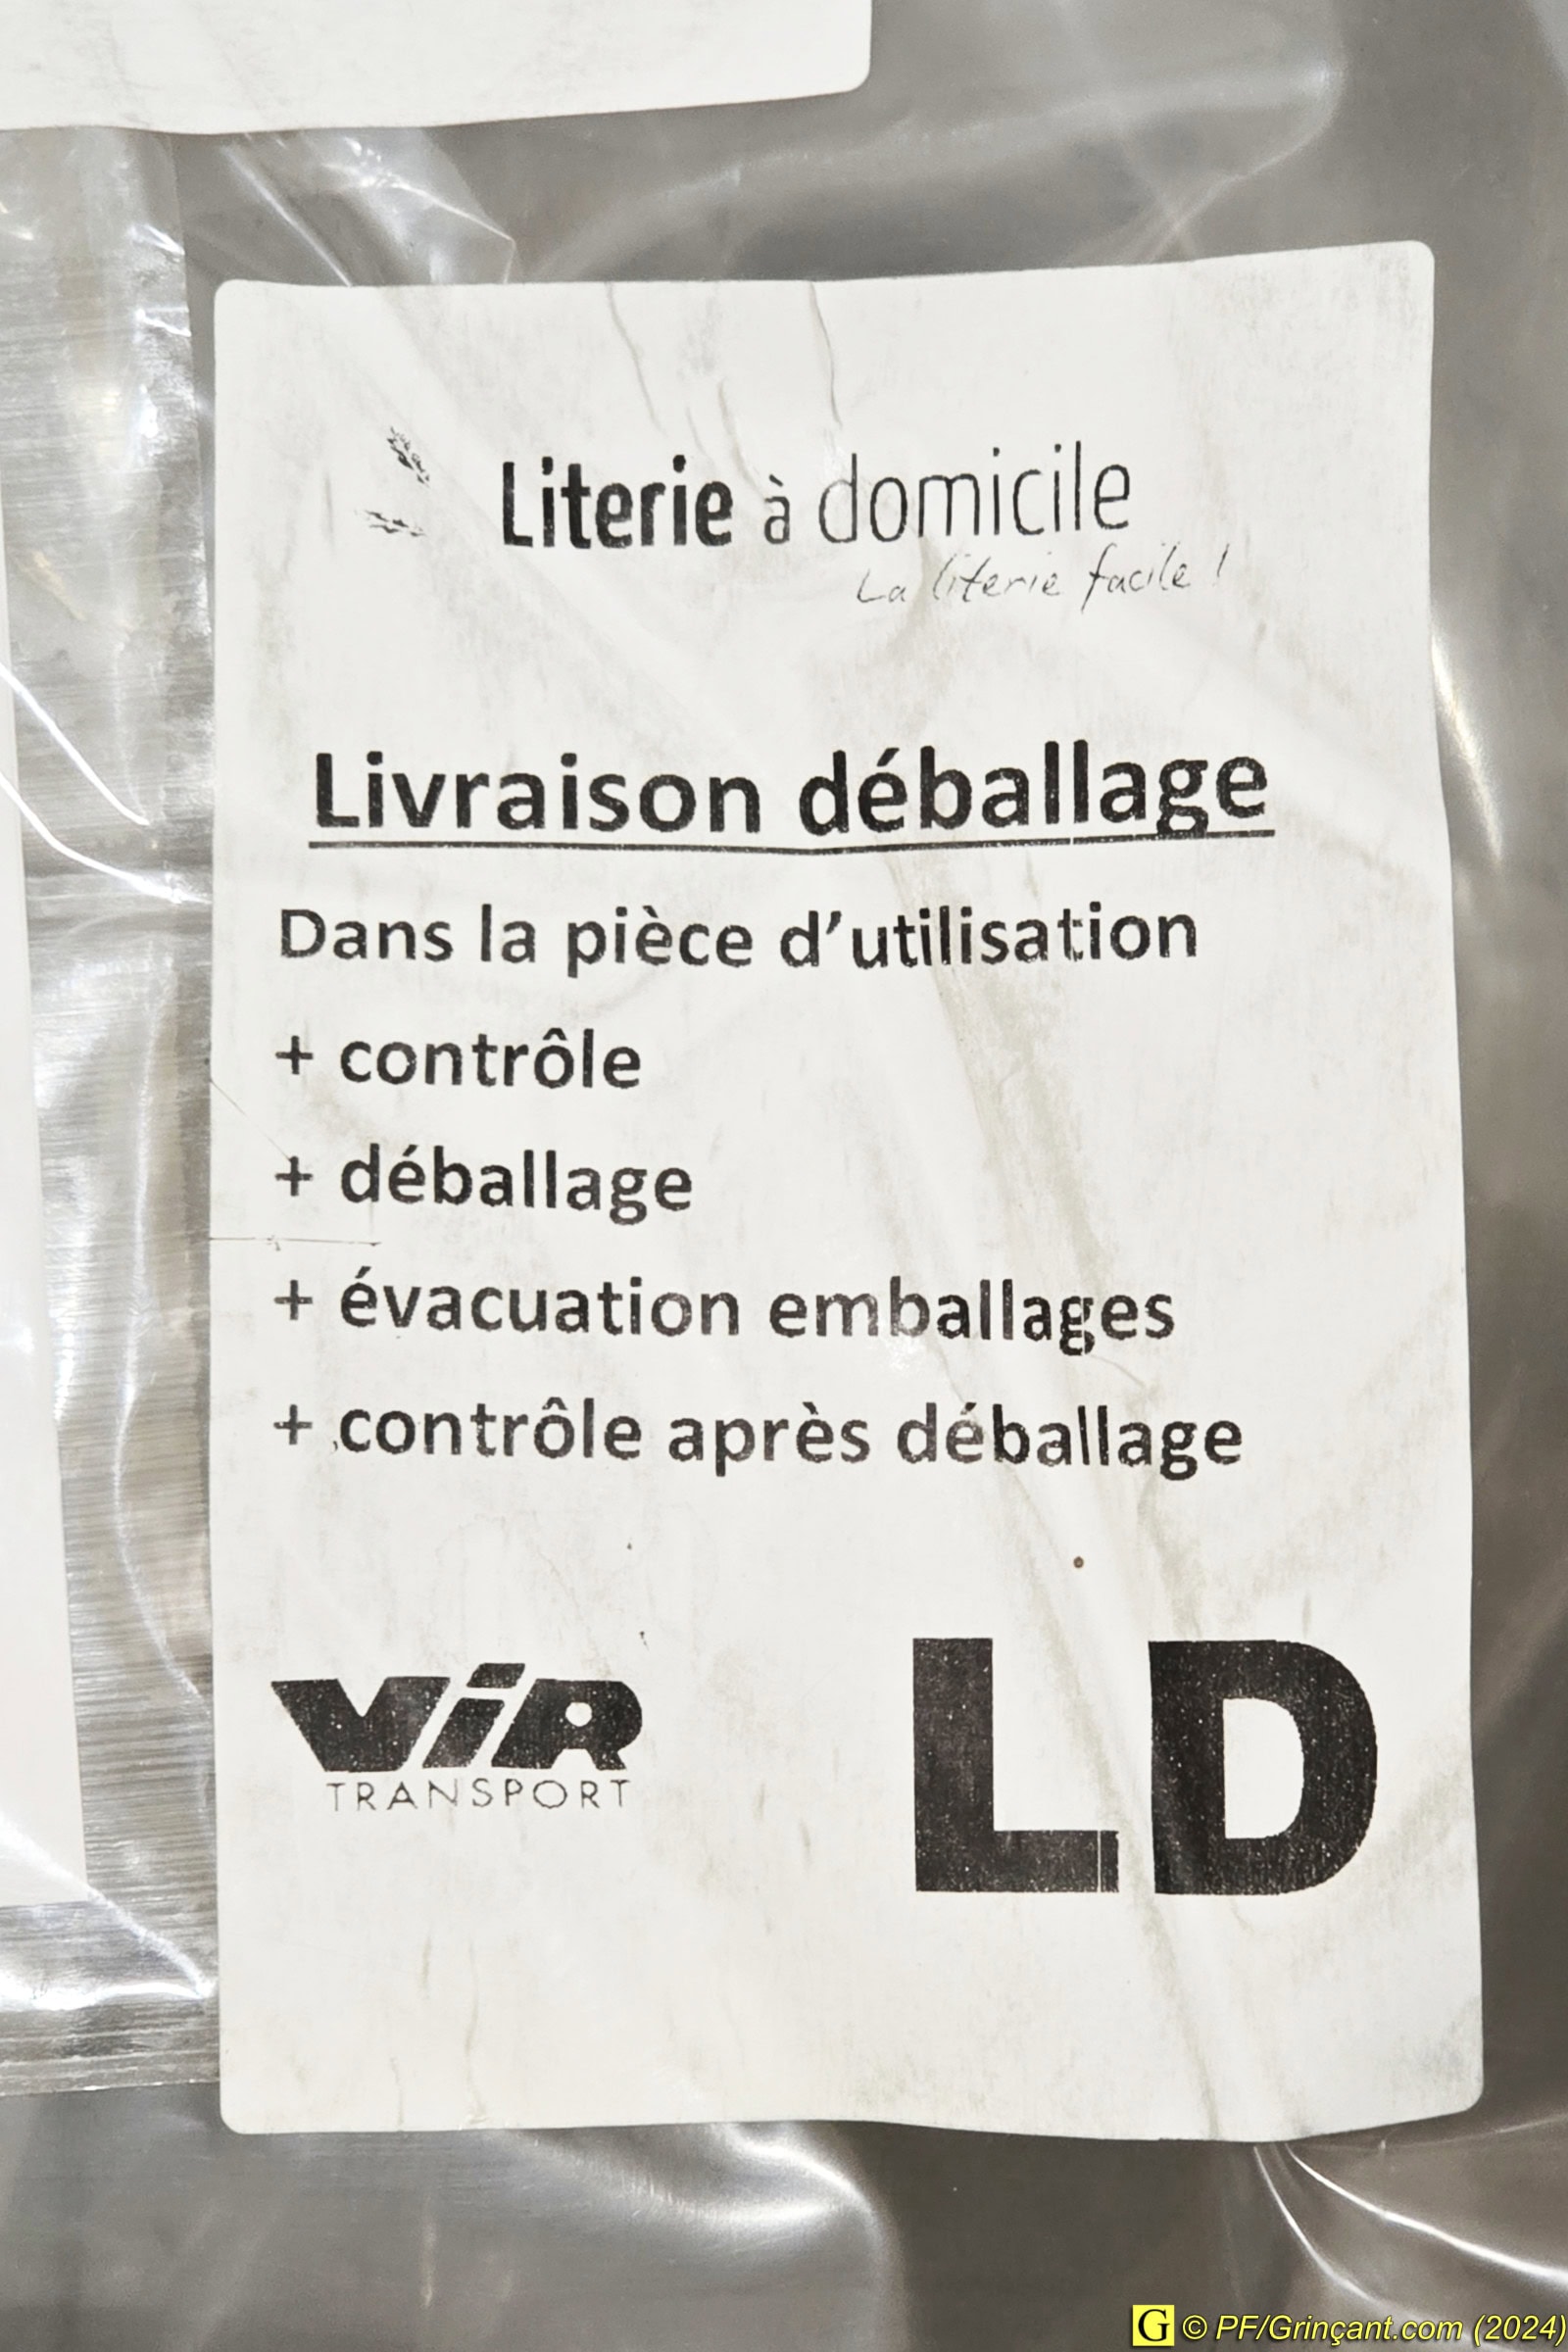 Literie à domicile
La literie facile !
Livraison déballage
Dans la pièce d'utilisation
+ contrôle
+ déballage
+ évacuation emballages
+ contrôle après déballage
ViR
TRANSPORT
LD
G © PF/Grinçant.com (2024)